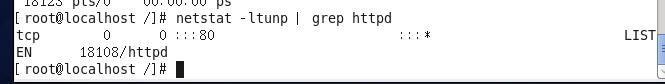 18123 pts/0    00:00:00 ps
[root@localhost /]# netstat -ltunp | grep httpd
tcp        0      0 :::80                       :::*                        LIST
EN      18108/httpd
[root@localhost /]#